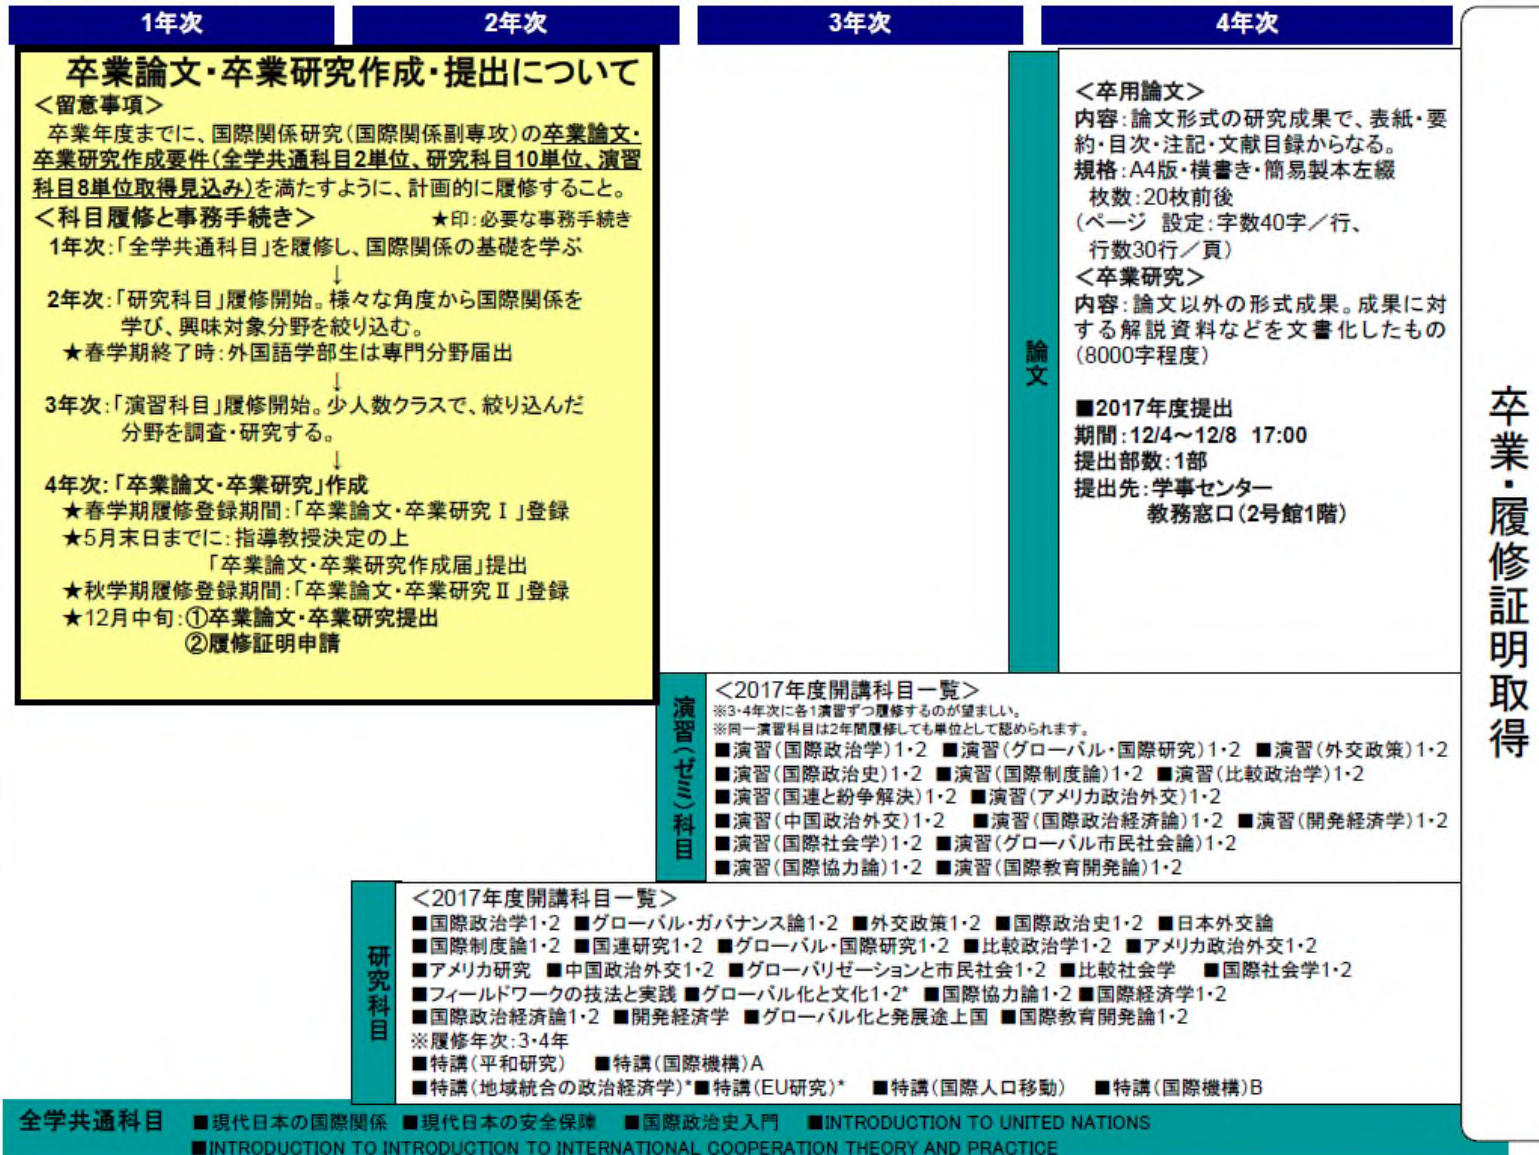 1年次
2年次
3年次
4年次
卒業論文・卒業研究作成・提出について
＜留意事項＞
卒業年度までに、国際関係研究（国際関係副専攻）の卒業論文・
卒業研究作成要件（全学共通科目2単位、研究科目10単位、演習
科目8単位取得見込み）を満たすように、計画的に履修すること。
＜科目履修と事務手続き＞ ★印：必要な事務手続き
1年次：「全学共通科目」を履修し、国際関係の基礎を学ぶ
↓
2年次：「研究科目」履修開始。様々な角度から国際関係を
学び、興味対象分野を絞り込む。
★春学期終了時：外国語学部生は専門分野届出
↓
3年次：「演習科目」履修開始。少人数クラスで、絞り込んだ
分野を調査・研究する。
↓
4年次：「卒業論文・卒業研究」作成
★春学期履修登録期間：「卒業論文・卒業研究Ⅰ」登録
★5月末日までに：指導教授決定の上
「卒業論文・卒業研究作成届」提出
★秋学期履修登録期間：「卒業論文・卒業研究Ⅱ」登録
★12月中旬：①卒業論文・卒業研究提出
②履修証明申請
論文
＜卒用論文＞
内容：論文形式の研究成果で、表紙・要
約・目次・注記・文献目録からなる。
規格：A4版・横書き・簡易製本左綴
枚数：20枚前後
（ページ 設定：字数40字／行、
行数30行／頁）
＜卒業研究＞
内容：論文以外の形式成果。成果に対
する解説資料などを文書化したもの
（8000字程度）
■2017年度提出
期間：12/4～12/8 17:00
提出部数：1部
提出先：学事センター
教務窓口（2号館1階）
卒業・履修証明取得
演習（ゼミ）科目
＜2017年度開講科目一覧＞
※3・4年次に各1演習ずつ履修するのが望ましい。
※同一演習科目は2年間履修しても単位として認められます。
■演習（国際政治学）1・2 ■演習（グローバル・国際研究）1・2 ■演習（外交政策）1・2
■演習（国際政治史）1・2 ■演習（国際制度論）1・2 ■演習（比較政治学）1・2
■演習（国連と紛争解決）1・2 ■演習（アメリカ政治外交）1・2
■演習（中国政治外交）1・2 ■演習（国際政治経済論）1・2 ■演習（開発経済学）1・2
■演習（国際社会学）1・2 ■演習（グローバル市民社会論）1・2
■演習（国際協力論）1・2 ■演習（国際教育開発論）1・2
研究科目
＜2017年度開講科目一覧＞
■国際政治学1・2 ■グローバル・ガバナンス論1・2 ■外交政策1・2 ■国際政治史1・2 ■日本外交論
■国際制度論1・2 ■国連研究1・2 ■グローバル・国際研究1・2 ■比較政治学1・2 ■アメリカ政治外交1・2
■アメリカ研究 ■中国政治外交1・2 ■グローバリゼーションと市民社会1・2 ■比較社会学 ■国際社会学1・2
■フィールドワークの技法と実践 ■グローバル化と文化1・2* ■国際協力論1・2 ■国際経済学1・2
■国際政治経済論1・2 ■開発経済学 ■グローバル化と発展途上国 ■国際教育開発論1・2
※履修年次：3・4年
■特講（平和研究） ■特講（国際機構）A
■特講（地域統合の政治経済学）*■特講（EU研究）* ■特講（国際人口移動） ■特講（国際機構）B
全学共通科目 ■現代日本の国際関係 ■現代日本の安全保障 ■国際政治史入門 ■INTRODUCTION TO UNITED NATIONS
■INTRODUCTION TO INTRODUCTION TO INTERNATIONAL COOPERATION THEORY AND PRACTICE